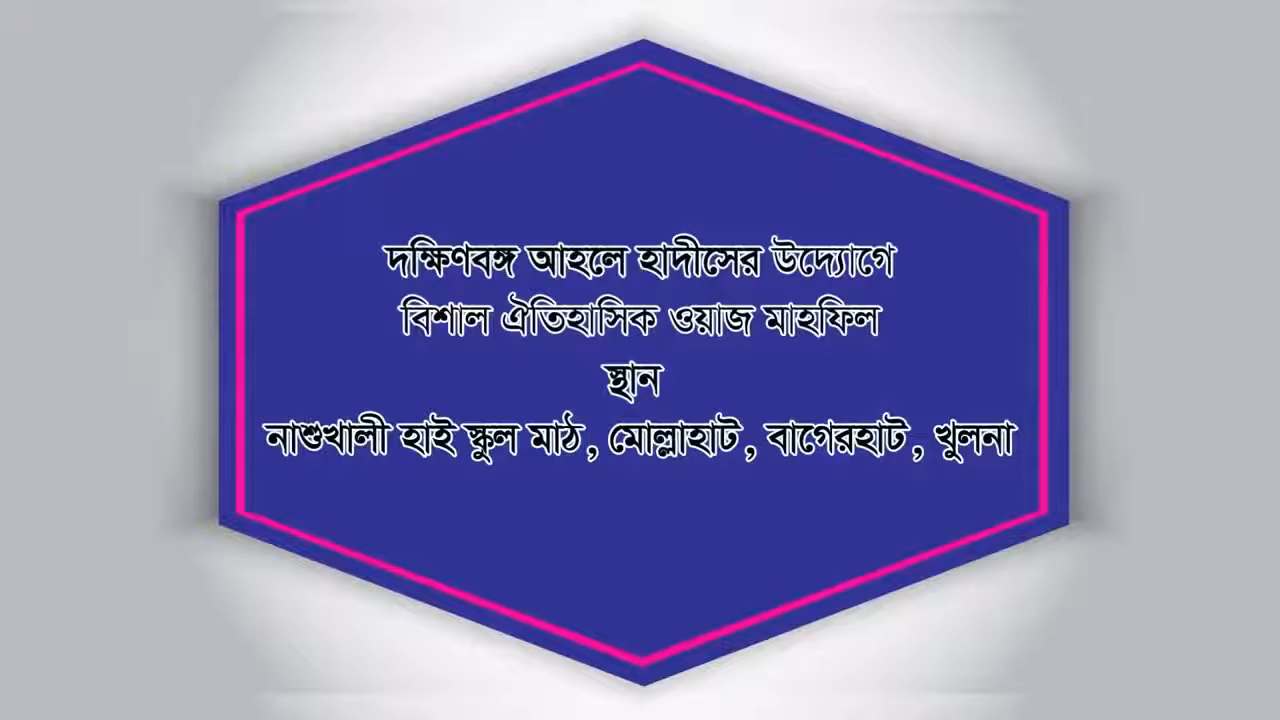 দক্ষিণবঙ্গ আহলে হাদীসের উদ্যোগে
বিশাল ঐতিহাসিক ওয়াজ মাহফিল
স্থান
নাশুখালী হাই স্কুল মাঠ, মোল্লাহাট, বাগেরহাট, খুলনা